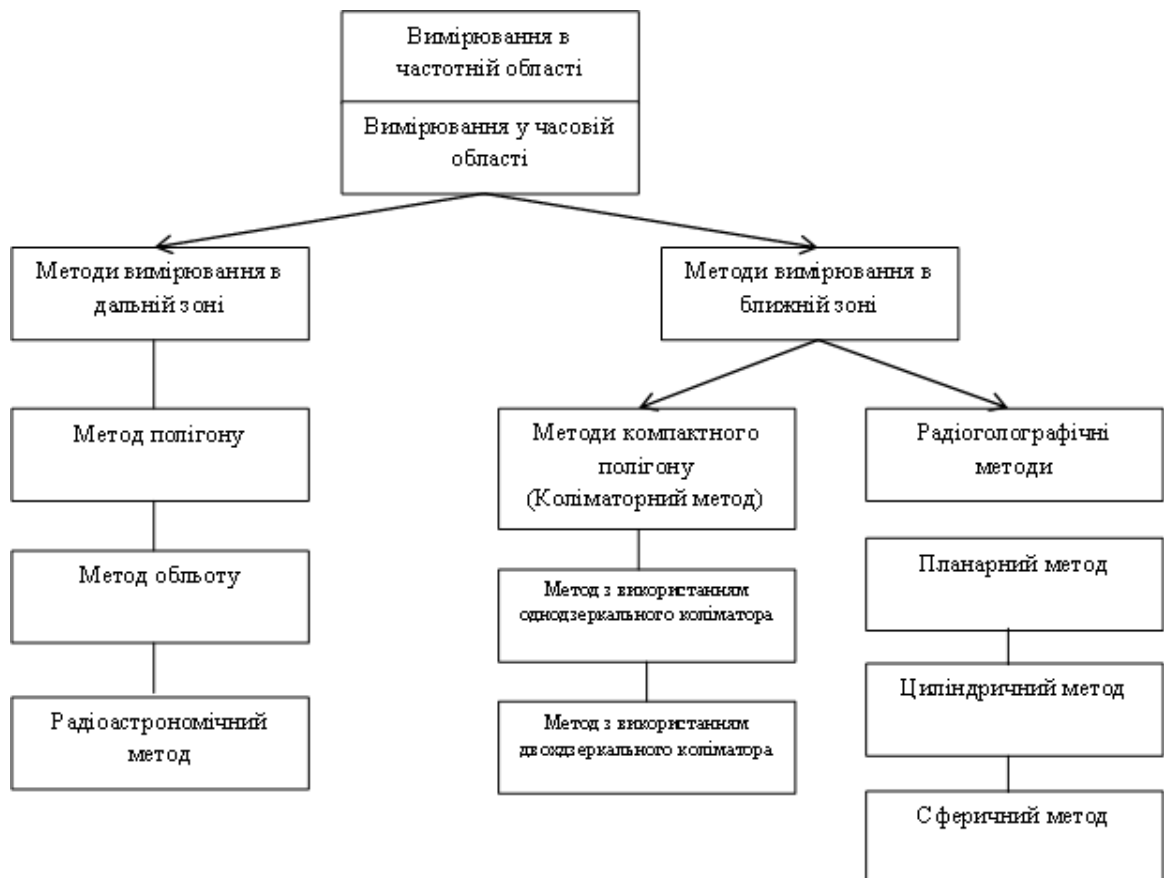 Вимірювання в
частотній області
Вимірювання у часовій
області
Методи вимірювання в
дальній зоні
Методи вимірювання в
ближній зоні
Метод полігону
Методи компактного
полігону
(Коліматорний метод)
Радіоголографічні
методи
Метод обльоту
Метод з використанням
однодзеркального коліматора
Планарний метод
Радіоастрономічний
метод
Метод з використанням
двохдзеркального коліматора
Циліндричний метод
Сферичний метод